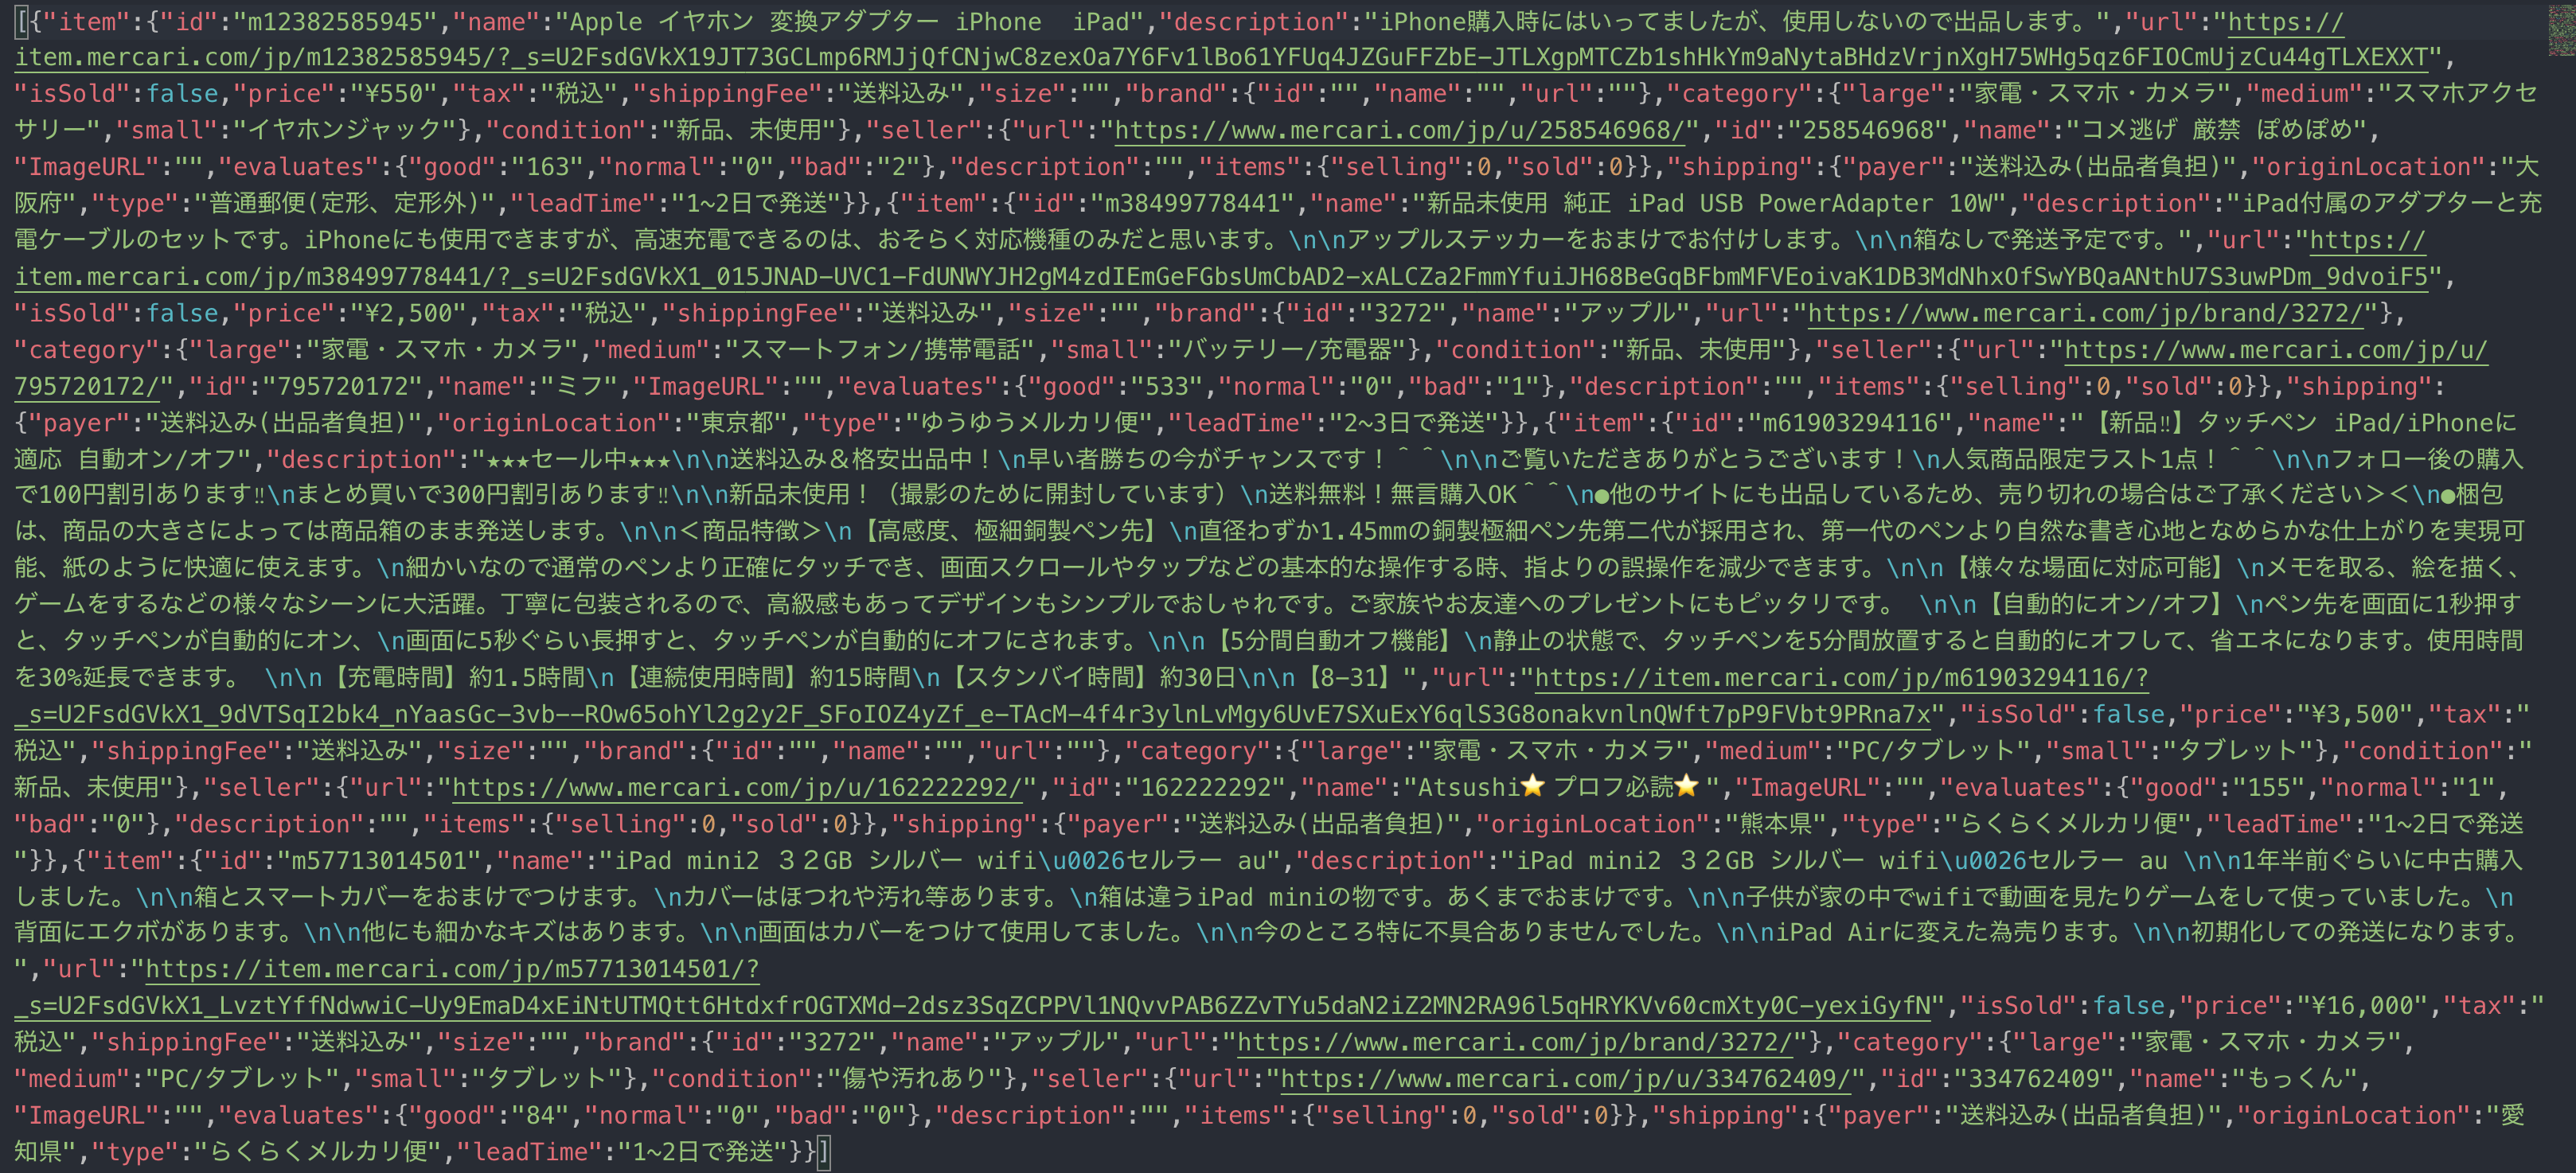 [{"item":{"id":"m12382585945","name":"Apple イヤホン 変換アダプター iPhone  iPad","description":"iPhone購入時にはいってましたが、使用しないので出品します。","url":"https://
item.mercari.com/jp/m12382585945/?_s=U2FsdGVkX19JT73GCLmp6RMJjQfCNjwC8zexOa7Y6Fv1lBo61YFUq4JZGuFFZbE-JTLXgpMTCZb1shHkYm9aNytaBHdzVrjnXgH75WHg5qz6FIOCmUjzCu44gTLXEXXT",
"isSold":false,"price":"¥550","tax":"税込","shippingFee":"送料込み","size":"","brand":{"id":"","name":"","url":""},"category":{"large":"家電・スマホ・カメラ","medium":"スマホアクセ
サリー","small":"イヤホンジャック"},"condition":"新品、未使用"},"seller":{"url":"https://www.mercari.com/jp/u/258546968/","id":"258546968","name":"コメ逃げ 厳禁 ぽめぽめ",
"ImageURL":"","evaluates":{"good":"163","normal":"0","bad":"2"},"description":"","items":{"selling":0,"sold":0}},"shipping":{"payer":"送料込み(出品者負担)","originLocation":"大
阪府","type":"普通郵便(定形、定形外)","leadTime":"1~2日で発送"}},{"item":{"id":"m38499778441","name":"新品未使用 純正 iPad USB PowerAdapter 10W","description":"iPad付属のアダプターと充
電ケーブルのセットです。iPhoneにも使用できますが、高速充電できるのは、おそらく対応機種のみだと思います。\n\nアップルステッカーをおまけでお付けします。\n\n箱なしで発送予定です。","url":"https://
item.mercari.com/jp/m38499778441/?_s=U2FsdGVkX1_015JNAD-UVC1-FdUNWYJH2gM4zdIEmGeFGbsUmCbAD2-xALCZa2FmmYfuiJH68BeGqBFbmMFVEoivaK1DB3MdNhxOfSwYBQaANthU7S3uwPDm_9dvoiF5",
"isSold":false,"price":"¥2,500","tax":"税込","shippingFee":"送料込み","size":"","brand":{"id":"3272","name":"アップル","url":"https://www.mercari.com/jp/brand/3272/"},
"category":{"large":"家電・スマホ・カメラ","medium":"スマートフォン/携帯電話","small":"バッテリー/充電器"},"condition":"新品、未使用"},"seller":{"url":"https://www.mercari.com/jp/u/
795720172/","id":"795720172","name":"ミフ","ImageURL":"","evaluates":{"good":"533","normal":"0","bad":"1"},"description":"","items":{"selling":0,"sold":0}},"shipping":
{"payer":"送料込み(出品者負担)","originLocation":"東京都","type":"ゆうゆうメルカリ便","leadTime":"2~3日で発送"}},{"item":{"id":"m61903294116","name":"【新品‼】タッチペン iPad/iPhoneに
適応 自動オン/オフ","description":"★★★セール中★★★\n\n送料込み＆格安出品中！\n早い者勝ちの今がチャンスです！＾＾\n\nご覧いただきありがとうございます！\n人気商品限定ラスト1点！＾＾\n\nフォロー後の購入
で100円割引あります‼\nまとめ買いで300円割引あります‼\n\n新品未使用！（撮影のために開封しています）\n送料無料！無言購入OK＾＾\n●他のサイトにも出品しているため、売り切れの場合はご了承ください＞＜\n●梱包
は、商品の大きさによっては商品箱のまま発送します。\n\n＜商品特徴＞\n【高感度、極細銅製ペン先】\n直径わずか1.45mmの銅製極細ペン先第二代が採用され、第一代のペンより自然な書き心地となめらかな仕上がりを実現可
能、紙のように快適に使えます。\n細かいなので通常のペンより正確にタッチでき、画面スクロールやタップなどの基本的な操作する時、指よりの誤操作を減少できます。\n\n【様々な場面に対応可能】\nメモを取る、絵を描く、
ゲームをするなどの様々なシーンに大活躍。丁寧に包装されるので、高級感もあってデザインもシンプルでおしゃれです。ご家族やお友達へのプレゼントにもピッタリです。 \n\n【自動的にオン/オフ】\nペン先を画面に1秒押す
と、タッチペンが自動的にオン、\n画面に5秒ぐらい長押すと、タッチペンが自動的にオフにされます。\n\n【5分間自動オフ機能】\n静止の状態で、タッチペンを5分間放置すると自動的にオフして、省エネになります。使用時間
を30%延長できます。 \n\n【充電時間】約1.5時間\n【連続使用時間】約15時間\n【スタンバイ時間】約30日\n\n【8-31】","url":"https://item.mercari.com/jp/m61903294116/?
_s=U2FsdGVkX1_9dVTSqI2bk4_nYaasGc-3vb--ROw65ohYl2g2y2F_SFoIOZ4yZf_e-TAcM-4f4r3ylnLvMgy6UvE7SXuExY6qlS3G8onakvnlnQWft7pP9FVbt9PRna7x","isSold":false,"price":"¥3,500","tax":"
税込","shippingFee":"送料込み","size":"","brand":{"id":"","name":"","url":""},"category":{"large":"家電・スマホ・カメラ","medium":"PC/タブレット","small":"タブレット"},"condition":"
新品、未使用"},"seller":{"url":"https://www.mercari.com/jp/u/162222292/","id":"162222292","name":"Atsushi⭐️プロフ必読⭐️","ImageURL":"","evaluates":{"good":"155","normal":"1",
"bad":"0"},"description":"","items":{"selling":0,"sold":0}},"shipping":{"payer":"送料込み(出品者負担)","originLocation":"熊本県","type":"らくらくメルカリ便","leadTime":"1~2日で発送
"}},{"item":{"id":"m57713014501","name":"iPad mini2 ３２GB シルバー wifi\u0026セルラー au","description":"iPad mini2 ３２GB シルバー wifi\u0026セルラー au \n\n1年半前ぐらいに中古購入
しました。\n\n箱とスマートカバーをおまけでつけます。\nカバーはほつれや汚れ等あります。\n箱は違うiPad miniの物です。あくまでおまけです。\n\n子供が家の中でwifiで動画を見たりゲームをして使っていました。\n
背面にエクボがあります。\n\n他にも細かなキズはあります。\n\n画面はカバーをつけて使用してました。\n\n今のところ特に不具合ありませんでした。\n\niPad Airに変えた為売ります。\n\n初期化しての発送になります。
","url":"https://item.mercari.com/jp/m57713014501/?
_s=U2FsdGVkX1_LvztYffNdwwiC-Uy9EmaD4xEiNtUTMQtt6HtdxfrOGTXMd-2dsz3SqZCPPVl1NQvvPAB6ZZvTYu5daN2iZ2MN2RA96l5qHRYKVv60cmXty0C-yexiGyfN","isSold":false,"price":"¥16,000","tax":"
税込","shippingFee":"送料込み","size":"","brand":{"id":"3272","name":"アップル","url":"https://www.mercari.com/jp/brand/3272/"},"category":{"large":"家電・スマホ・カメラ",
"medium":"PC/タブレット","small":"タブレット"},"condition":"傷や汚れあり"},"seller":{"url":"https://www.mercari.com/jp/u/334762409/","id":"334762409","name":"もっくん",
"ImageURL":"","evaluates":{"good":"84","normal":"0","bad":"0"},"description":"","items":{"selling":0,"sold":0}},"shipping":{"payer":"送料込み(出品者負担)","originLocation":"愛
知県","type":"らくらくメルカリ便","leadTime":"1~2日で発送"}}]